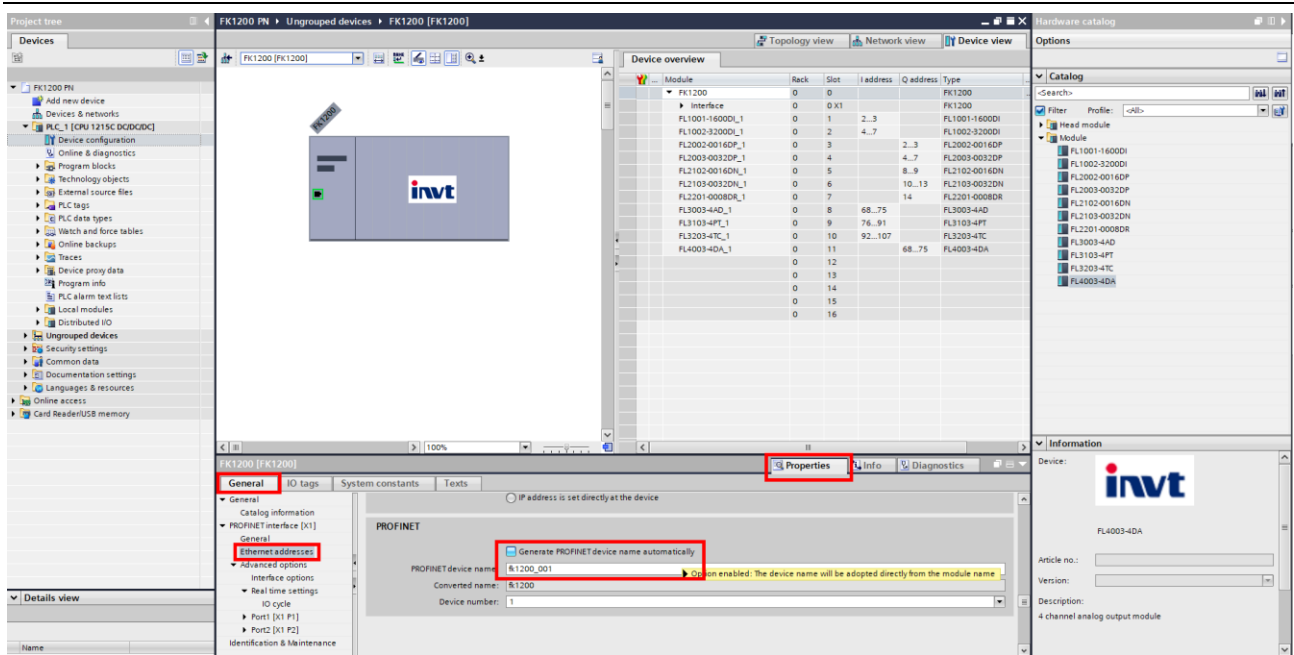 Project tree
Devices
FK1200 PN
Add new device
Devices & networks
PLC_1 [CPU 1215C DC/DC/DC]
Device configuration
Online & diagnostics
Program blocks
Technology objects
External source files
PLC tags
PLC data types
Watch and force tables
Online backups
Traces
Device proxy data
Program info
PLC alarm text lists
Local modules
Distributed I/O
Ungrouped devices
Security settings
Common data
Documentation settings
Languages & resources
Online access
Card Reader/USB memory
Details view
Name
FK1200 PN ▸ Ungrouped devices ▸ FK1200 [FK1200]
Topology view Network view Device view
FK1200 [FK1200]
FK1200
invt
100%
Device overview
... Module Rack Slot I address Q address Type
FK1200 0 0 FK1200
Interface 0 0 X1 FK1200
FL1001-1600DI_1 0 1 2...3 FL1001-1600DI
FL1002-3200DI_1 0 2 4...7 FL1002-3200DI
FL2002-0016DP_1 0 3 2...3 FL2002-0016DP
FL2003-0032DP_1 0 4 4...7 FL2003-0032DP
FL2102-0016DN_1 0 5 8...9 FL2102-0016DN
FL2103-0032DN_1 0 6 10...13 FL2103-0032DN
FL2201-0008DR_1 0 7 14 FL2201-0008DR
FL3003-4AD_1 0 8 68...75 FL3003-4AD
FL3103-4PT_1 0 9 76...91 FL3103-4PT
FL3203-4TC_1 0 10 92...107 FL3203-4TC
FL4003-4DA_1 0 11 68...75 FL4003-4DA
0 12
0 13
0 14
0 15
0 16
FK1200 [FK1200]
Properties Info Diagnostics
General IO tags System constants Texts
General
Catalog information
PROFINET interface [X1]
General
Ethernet addresses
Advanced options
Interface options
Real time settings
IO cycle
Port1 [X1 P1]
Port2 [X1 P2]
Identification & Maintenance
IP address is set directly at the device
PROFINET
Generate PROFINET device name automatically
PROFINET device name: fk1200_001
Option enabled: The device name will be adopted directly from the module name
Converted name: fk1200
Device number: 1
Hardware catalog
Options
Catalog
<Search>
Filter Profile: <All>
Head module
Module
FL1001-1600DI
FL1002-3200DI
FL2002-0016DP
FL2003-0032DP
FL2102-0016DN
FL2103-0032DN
FL2201-0008DR
FL3003-4AD
FL3103-4PT
FL3203-4TC
FL4003-4DA
Information
Device:
invt
FL4003-4DA
Article no.:
Version:
Description:
4 channel analog output module